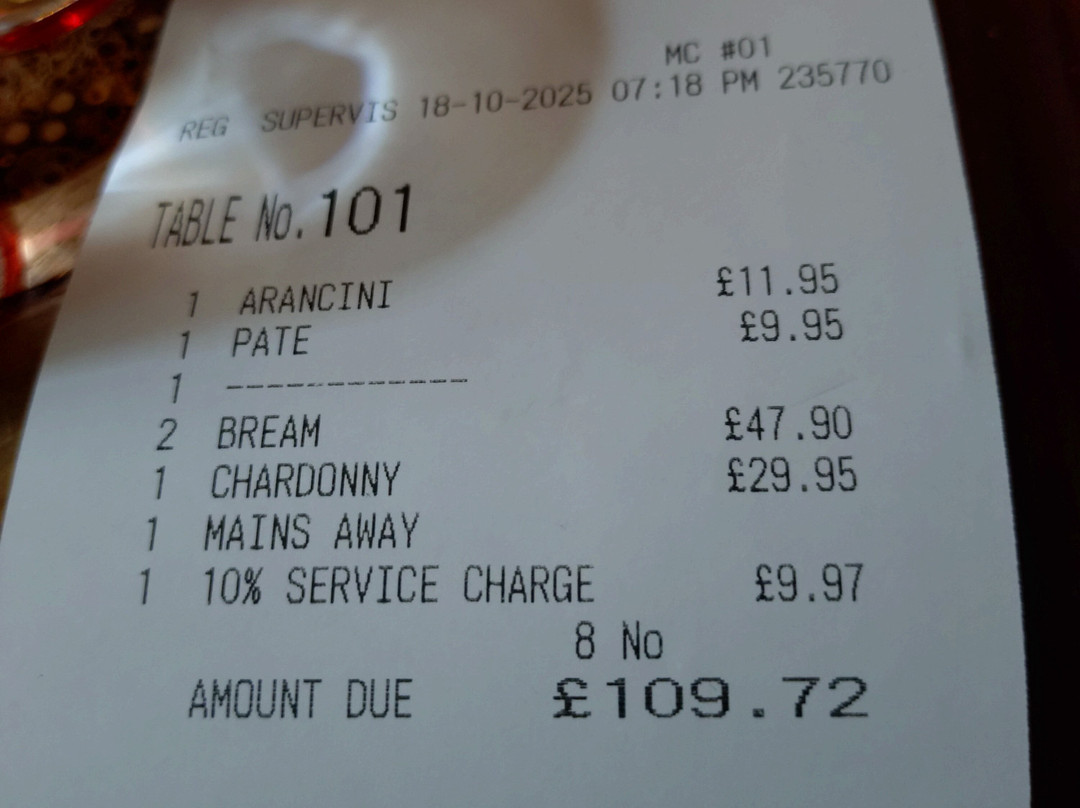 MC #01
REG SUPERVIS 18-10-2025 07:18 PM 235770
TABLE No.101
1 ARANCINI £11.95
1 PATE £9.95
1 -------------
2 BREAM £47.90
1 CHARDONNY £29.95
1 MAINS AWAY
1 10% SERVICE CHARGE £9.97
8 No
AMOUNT DUE £109.72